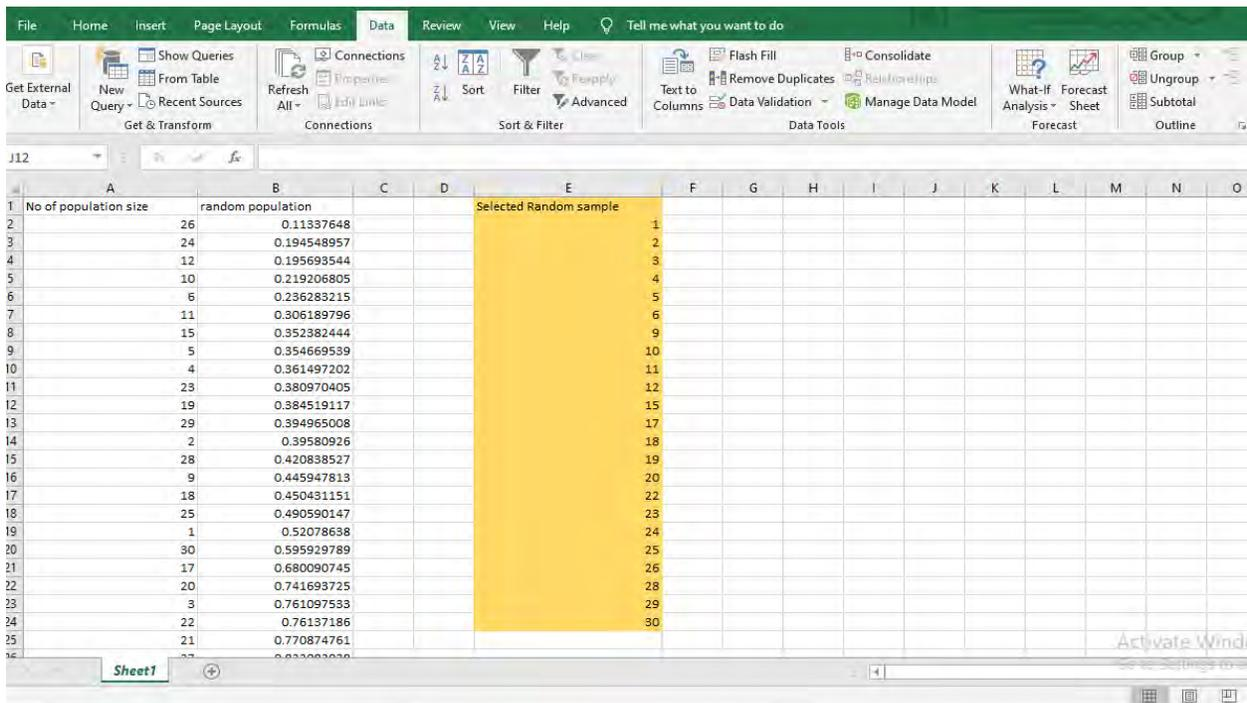 File Home Insert Page Layout Formulas Data Review View Help Tell me what you want to do
Show Queries Connections Clear Flash Fill Consolidate Group
From Table Properties Reapply Remove Duplicates Relationships Ungroup
Get External Data New Query Recent Sources Refresh All Edit Links Sort Filter Advanced Text to Columns Data Validation Manage Data Model What-If Analysis Forecast Sheet Subtotal
Get & Transform Connections Sort & Filter Data Tools Forecast Outline
J12 fx
A B C D E F G H I J K L M N O
1 No of population size random population Selected Random sample
2 26 0.11337648 1
3 24 0.194548957 2
4 12 0.195693544 3
5 10 0.219206805 4
6 6 0.236283215 5
7 11 0.306189796 6
8 15 0.352382444 9
9 5 0.354669539 10
10 4 0.361497202 11
11 23 0.380970405 12
12 19 0.384519117 15
13 29 0.394965008 17
14 2 0.39580926 18
15 28 0.420838527 19
16 9 0.445947813 20
17 18 0.450431151 22
18 25 0.490590147 23
19 1 0.52078638 24
20 30 0.595929789 25
21 17 0.680090745 26
22 20 0.741693725 28
23 3 0.761097533 29
24 22 0.76137186 30
25 21 0.770874761
Activate Wind
Sheet1